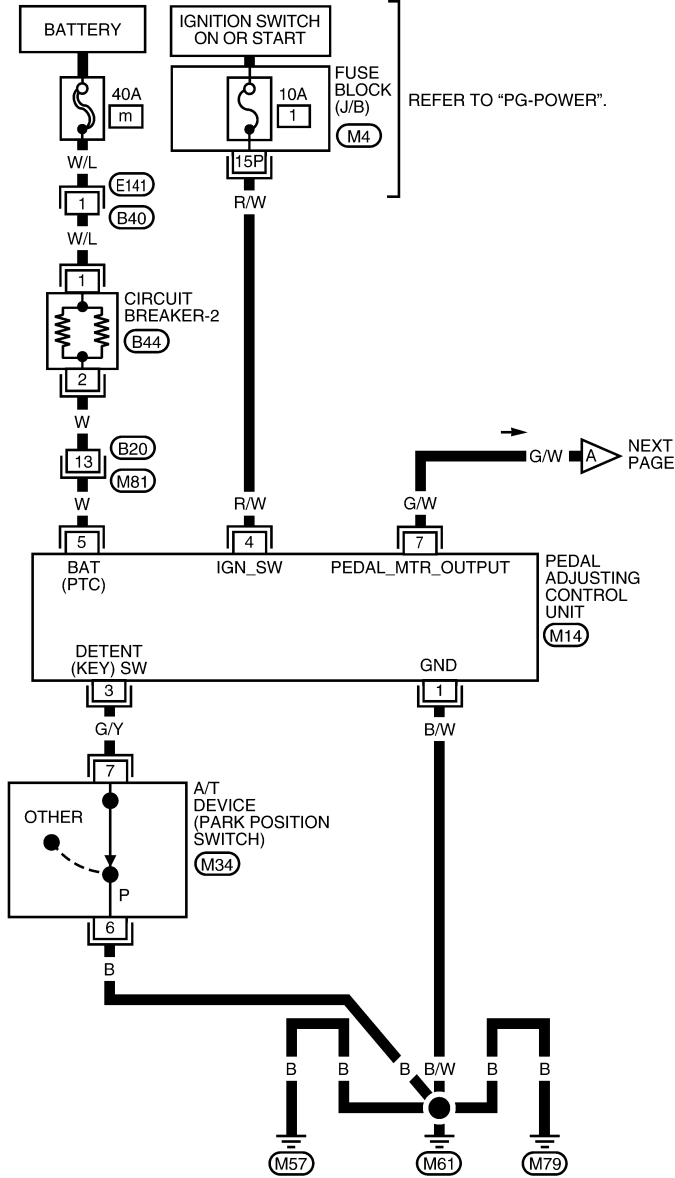 BATTERY
IGNITION SWITCH
ON OR START
40A
m
10A
1
FUSE
BLOCK
(J/B)
M4
REFER TO “PG-POWER”.
15P
W/L
R/W
E141
1
B40
W/L
1
CIRCUIT
BREAKER-2
B44
2
W
B20
13
M81
W
R/W
G/W
G/W
A
NEXT
PAGE
5
4
7
BAT
(PTC)
IGN_SW
PEDAL_MTR_OUTPUT
PEDAL
ADJUSTING
CONTROL
UNIT
M14
DETENT
(KEY) SW
GND
3
1
G/Y
B/W
7
A/T
DEVICE
(PARK POSITION
SWITCH)
M34
OTHER
P
6
B
B
B
B
B/W
B
B
M57
M61
M79